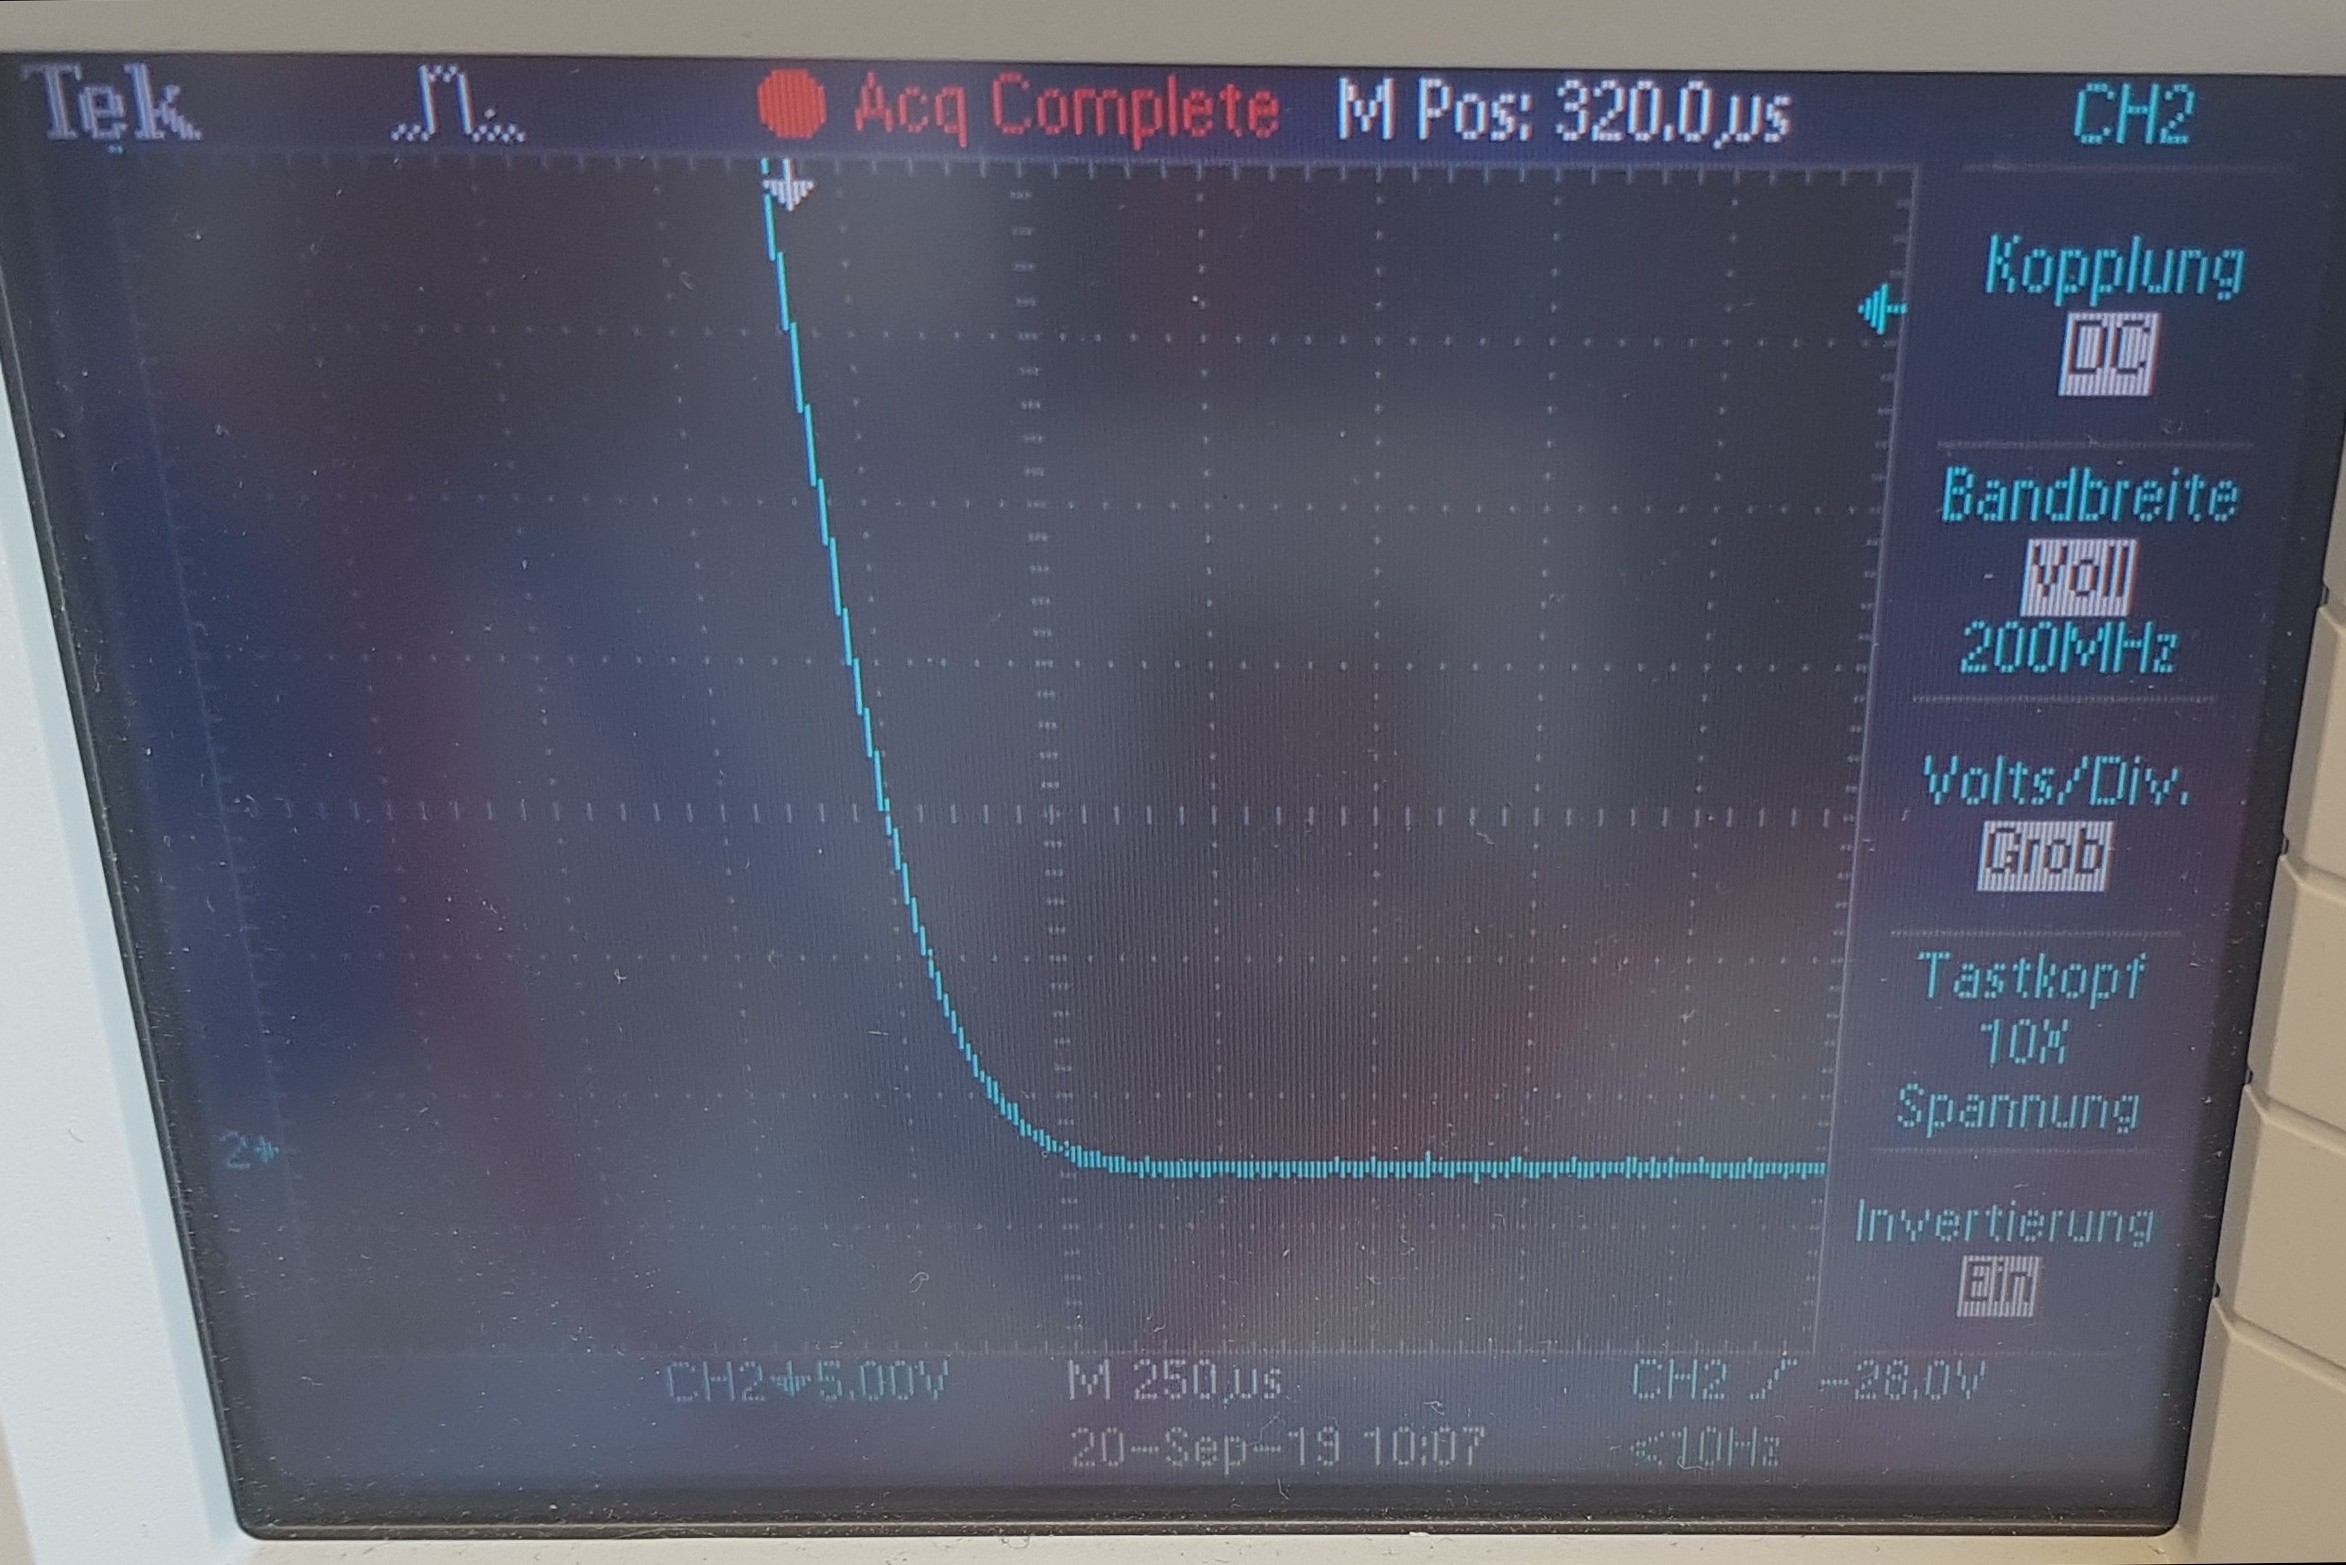 Tek Acq Complete M Pos: 320.0µs CH2
Kopplung
DC
Bandbreite
Voll
200MHz
Volts/Div.
Grob
Tastkopf
10X
Spannung
2
Invertierung
Ein
CH2 5.00V M 250µs CH2 -28.0V
20-Sep-19 10:07 <10Hz